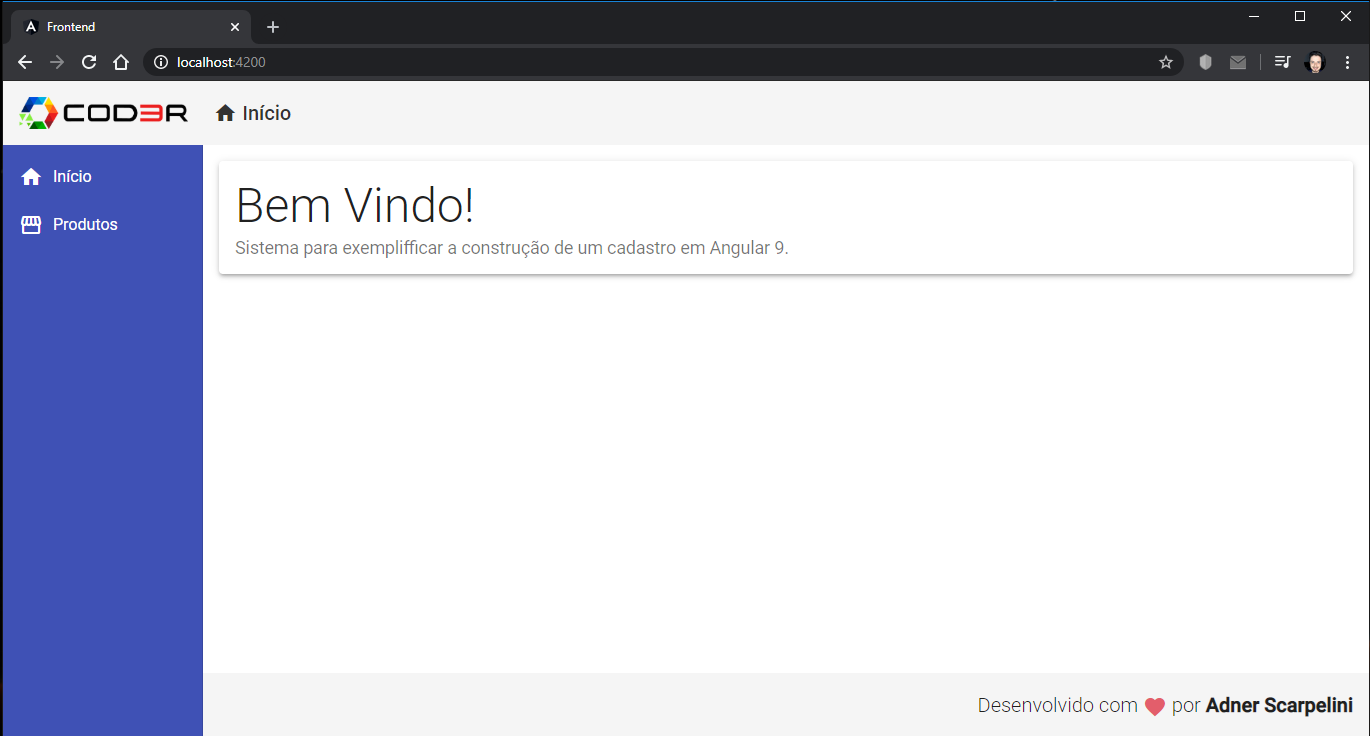 Frontend
localhost:4200
COD3R
Início
Início
Produtos
Bem Vindo!
Sistema para exemplifficar a construção de um cadastro em Angular 9.
Desenvolvido com ❤ por Adner Scarpelini